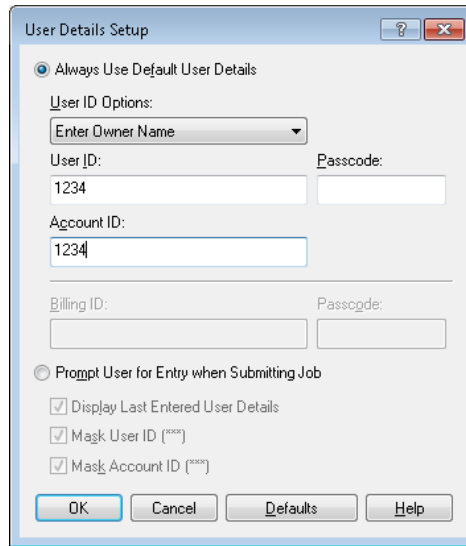 User Details Setup
Always Use Default User Details
User ID Options:
Enter Owner Name
User ID: Passcode:
1234
Account ID:
1234
Billing ID: Passcode:
Prompt User for Entry when Submitting Job
Display Last Entered User Details
Mask User ID (***)
Mask Account ID (***)
OK Cancel Defaults Help